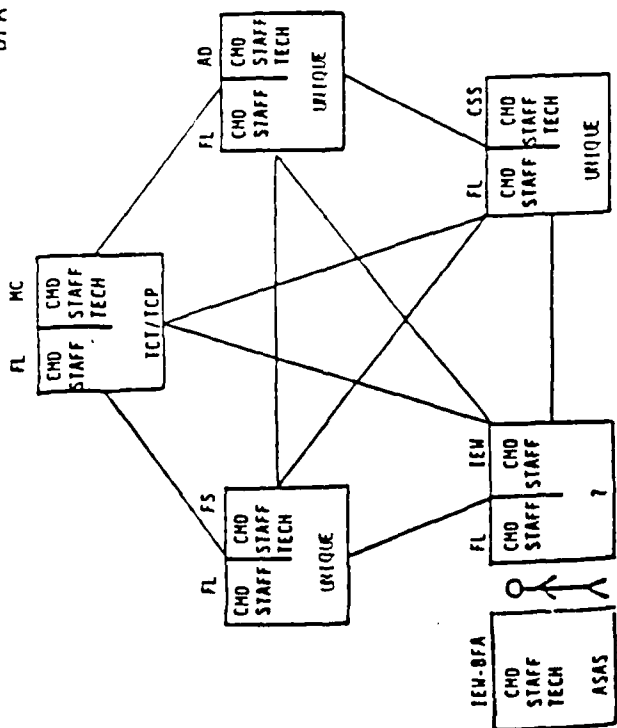 FL MC
CMD CMD
STAFF STAFF
TECH
TCT/TCP
FL AD
CMD CMD
STAFF STAFF
TECH
UNIQUE
FL FS
CMD CMD
STAFF STAFF
TECH
UNIQUE
FL CSS
CMD CMD
STAFF STAFF
TECH
UNIQUE
FL IEW
CMD CMD
STAFF STAFF
?
IEW-BFA
CMD
STAFF
TECH
ASAS